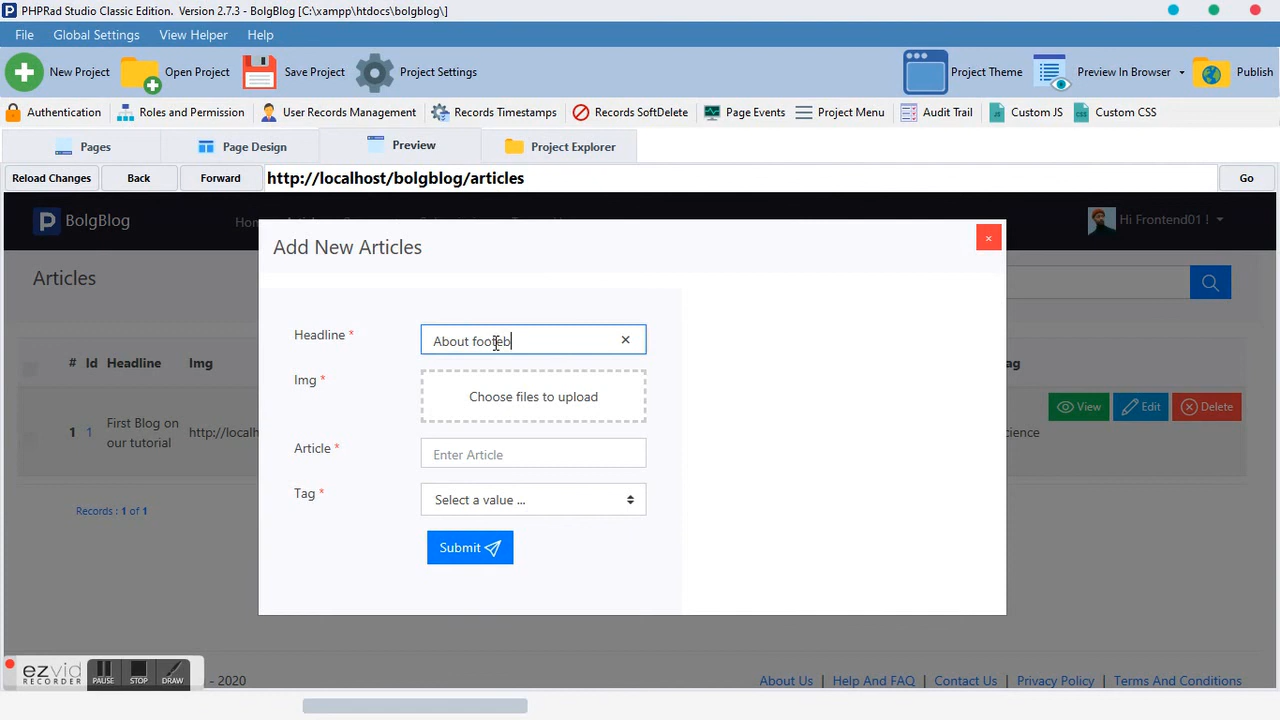 PHPRad Studio Classic Edition. Version 2.7.3 - BolgBlog [C:\xampp\htdocs\bolgblog\]
File Global Settings View Helper Help
New Project Open Project Save Project Project Settings Project Theme Preview In Browser Publish
Authentication Roles and Permission User Records Management Records Timestamps Records SoftDelete Page Events Project Menu Audit Trail Custom JS Custom CSS
Pages Page Design Preview Project Explorer
Reload Changes Back Forward http://localhost/bolgblog/articles Go
BolgBlog Hi Frontend01 !
Add New Articles
Articles
Headline *
About footeb
# Id Headline Img
Img *
Choose files to upload
1 1 First Blog on
our tutorial
View Edit Delete
Article *
Enter Article
Tag *
Select a value ...
Records : 1 of 1
Submit
ezvid
RECORDER
PAUSE STOP DRAW
- 2020
About Us | Help And FAQ | Contact Us | Privacy Policy | Terms And Conditions